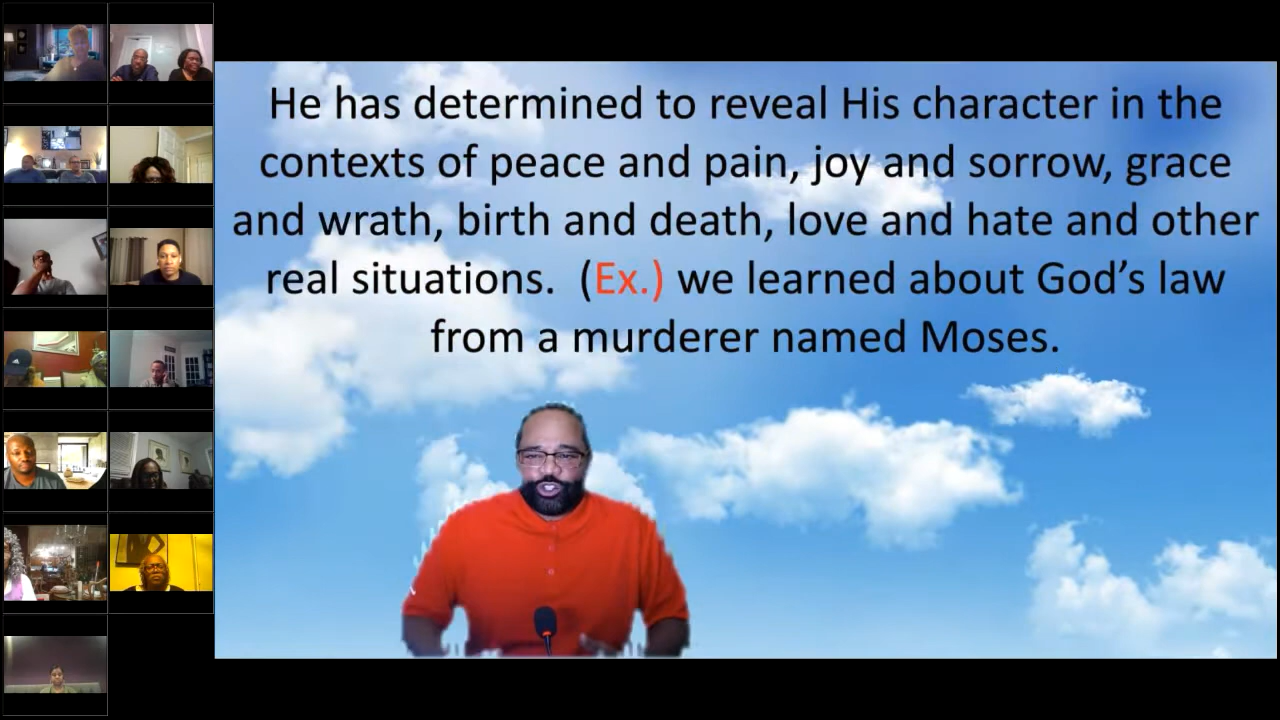 He has determined to reveal His character in the
contexts of peace and pain, joy and sorrow, grace
and wrath, birth and death, love and hate and other
real situations.  (Ex.) we learned about God’s law
from a murderer named Moses.